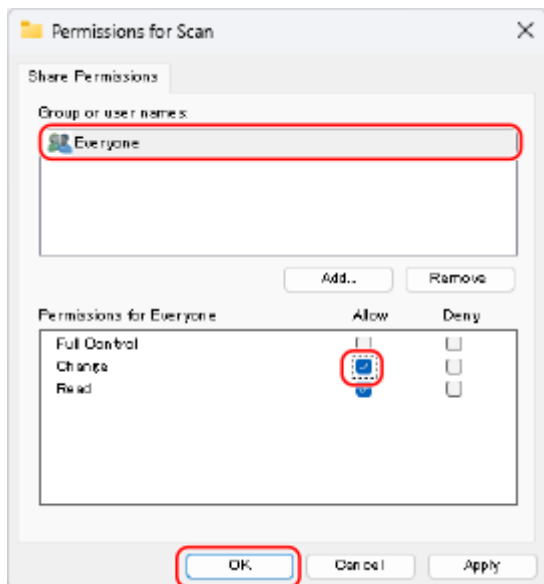 Permissions for Scan
Share Permissions
Group or user names:
Everyone
Add... Remove
Permissions for Everyone Allow Deny
Full Control
Change
Read
OK Cancel Apply